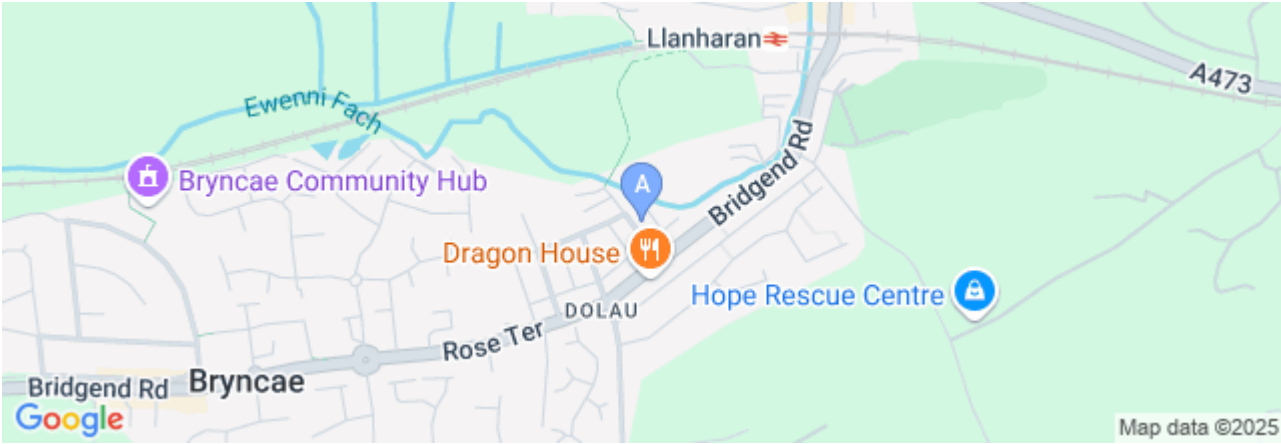 Llanharan
A473
Ewenni Fach
Bridgend Rd
Bryncae Community Hub
A
Dragon House
Hope Rescue Centre
DOLAU
Rose Ter
Bridgend Rd
Bryncae
Google
Map data ©2025